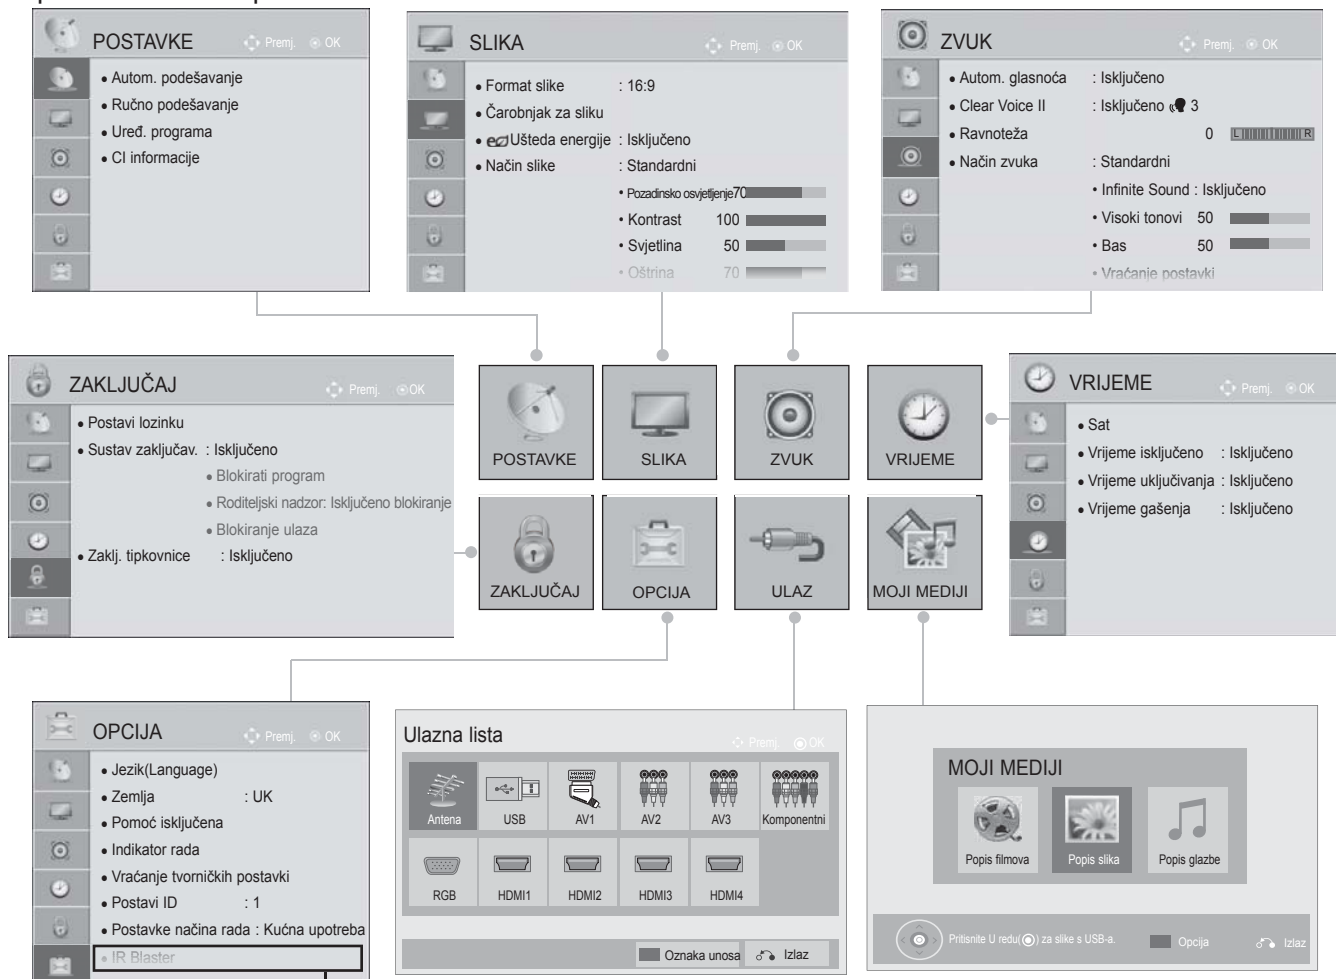 POSTAVKE
Premj. OK
• Autom. podešavanje
• Ručno podešavanje
• Uređ. programa
• CI informacije
SLIKA
Premj. OK
• Format slike : 16:9
• Čarobnjak za sliku
• Ušteda energije : Isključeno
• Način slike : Standardni
• Pozadinsko osvjetljenje70
• Kontrast 100
• Svjetlina 50
• Oštrina 70
ZVUK
Premj. OK
• Autom. glasnoća : Isključeno
• Clear Voice II : Isključeno 3
• Ravnoteža 0 L R
• Način zvuka : Standardni
• Infinite Sound : Isključeno
• Visoki tonovi 50
• Bas 50
• Vraćanje postavki
ZAKLJUČAJ
Premj. OK
• Postavi lozinku
• Sustav zaključav. : Isključeno
• Blokirati program
• Roditeljski nadzor: Isključeno blokiranje
• Blokiranje ulaza
• Zaklj. tipkovnice : Isključeno
POSTAVKE
SLIKA
ZVUK
VRIJEME
ZAKLJUČAJ
OPCIJA
ULAZ
MOJI MEDIJI
VRIJEME
Premj. OK
• Sat
• Vrijeme isključeno : Isključeno
• Vrijeme uključivanja : Isključeno
• Vrijeme gašenja : Isključeno
OPCIJA
Premj. OK
• Jezik(Language)
• Zemlja : UK
• Pomoć isključena
• Indikator rada
• Vraćanje tvorničkih postavki
• Postavi ID : 1
• Postavke načina rada : Kućna upotreba
• IR Blaster
Ulazna lista
Premj. OK
Antena
USB
AV1
AV2
AV3
Komponentni
RGB
HDMI1
HDMI2
HDMI3
HDMI4
Oznaka unosa
Izlaz
MOJI MEDIJI
Popis filmova
Popis slika
Popis glazbe
Pritisnite U redu(◉) za slike s USB-a.
Opcija
Izlaz